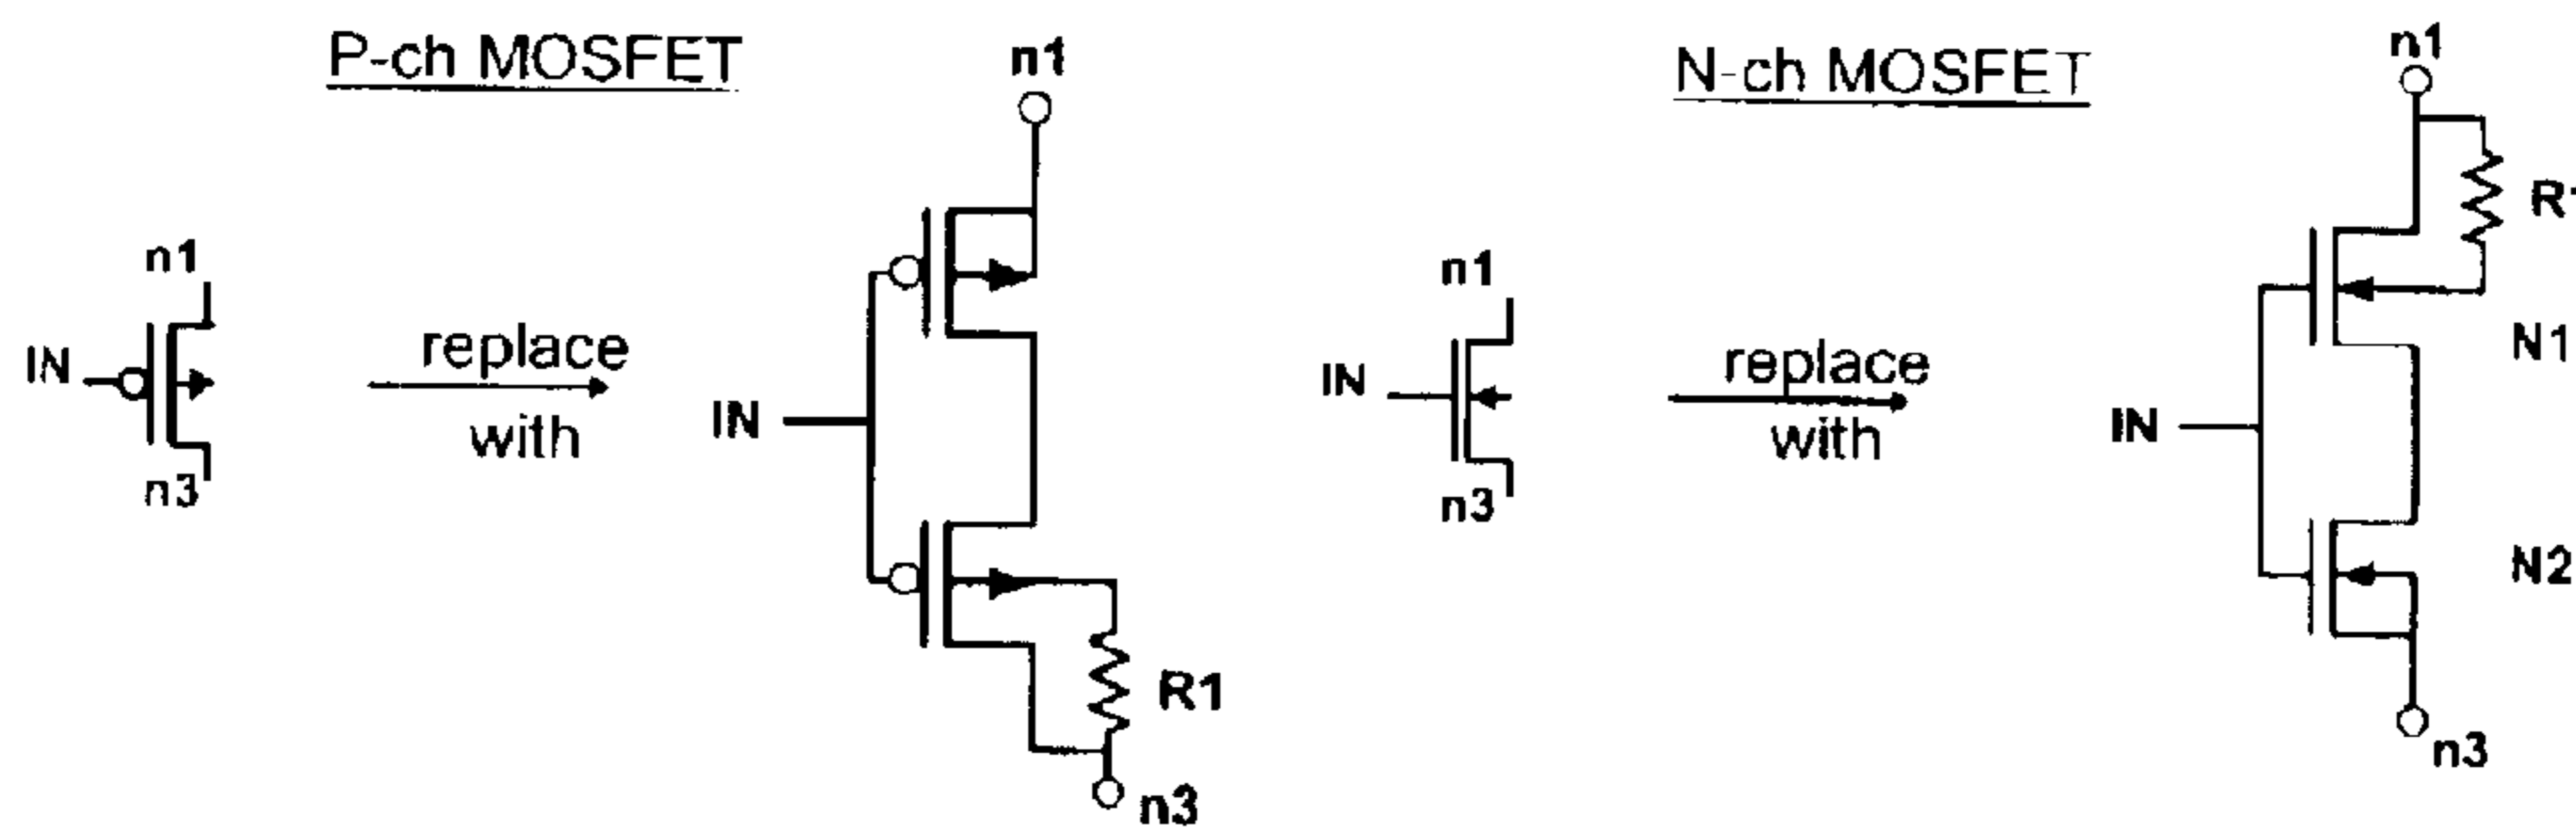 P-ch MOSFET
n1
IN
n3
replace
with
n1
IN
R1
n3
N-ch MOSFET
n1
IN
n3
replace
with
n1
R1
N1
IN
N2
n3